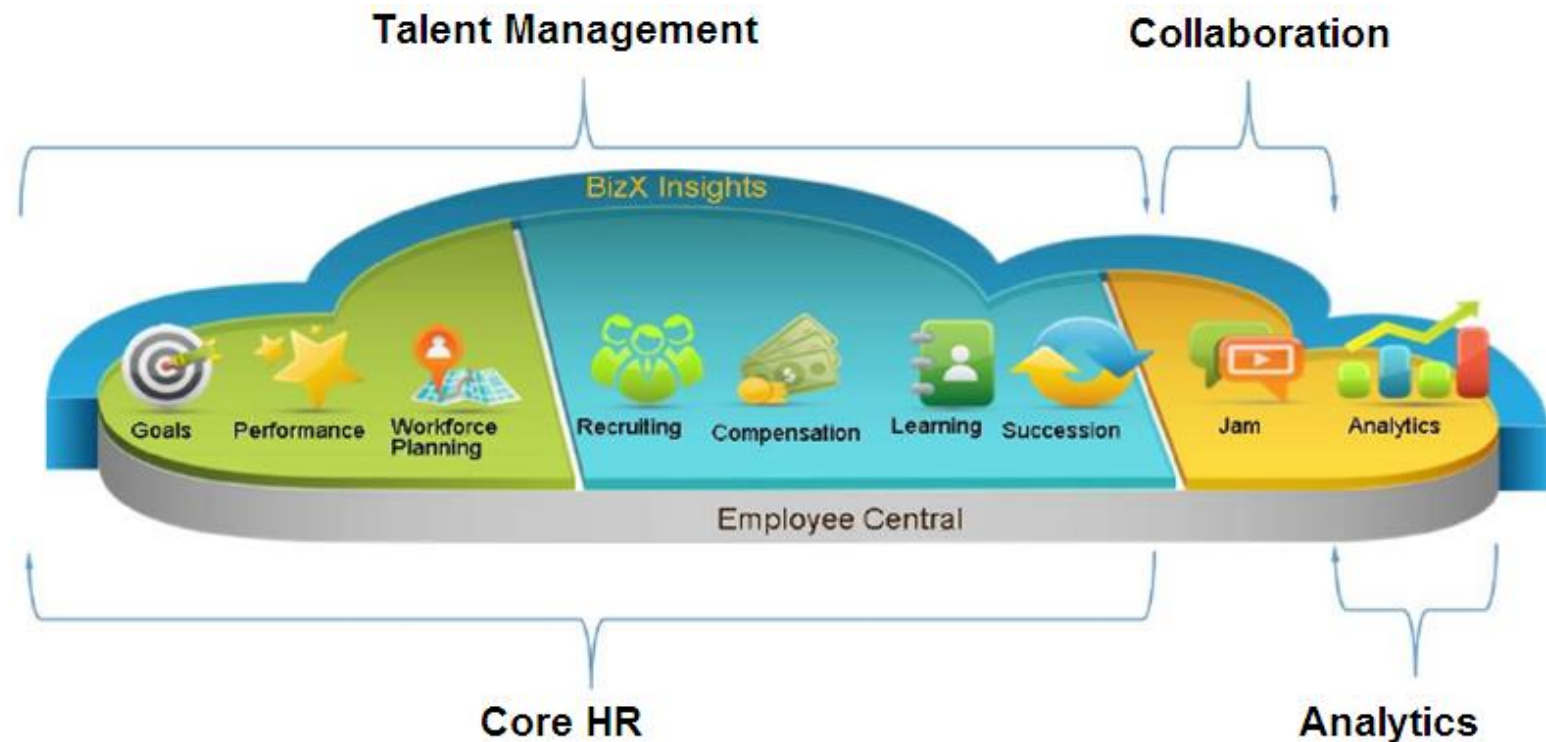 Talent Management
Collaboration
BizX Insights
Goals
Performance
Workforce
Planning
Recruiting
Compensation
Learning
Succession
Jam
Analytics
Employee Central
Core HR
Analytics